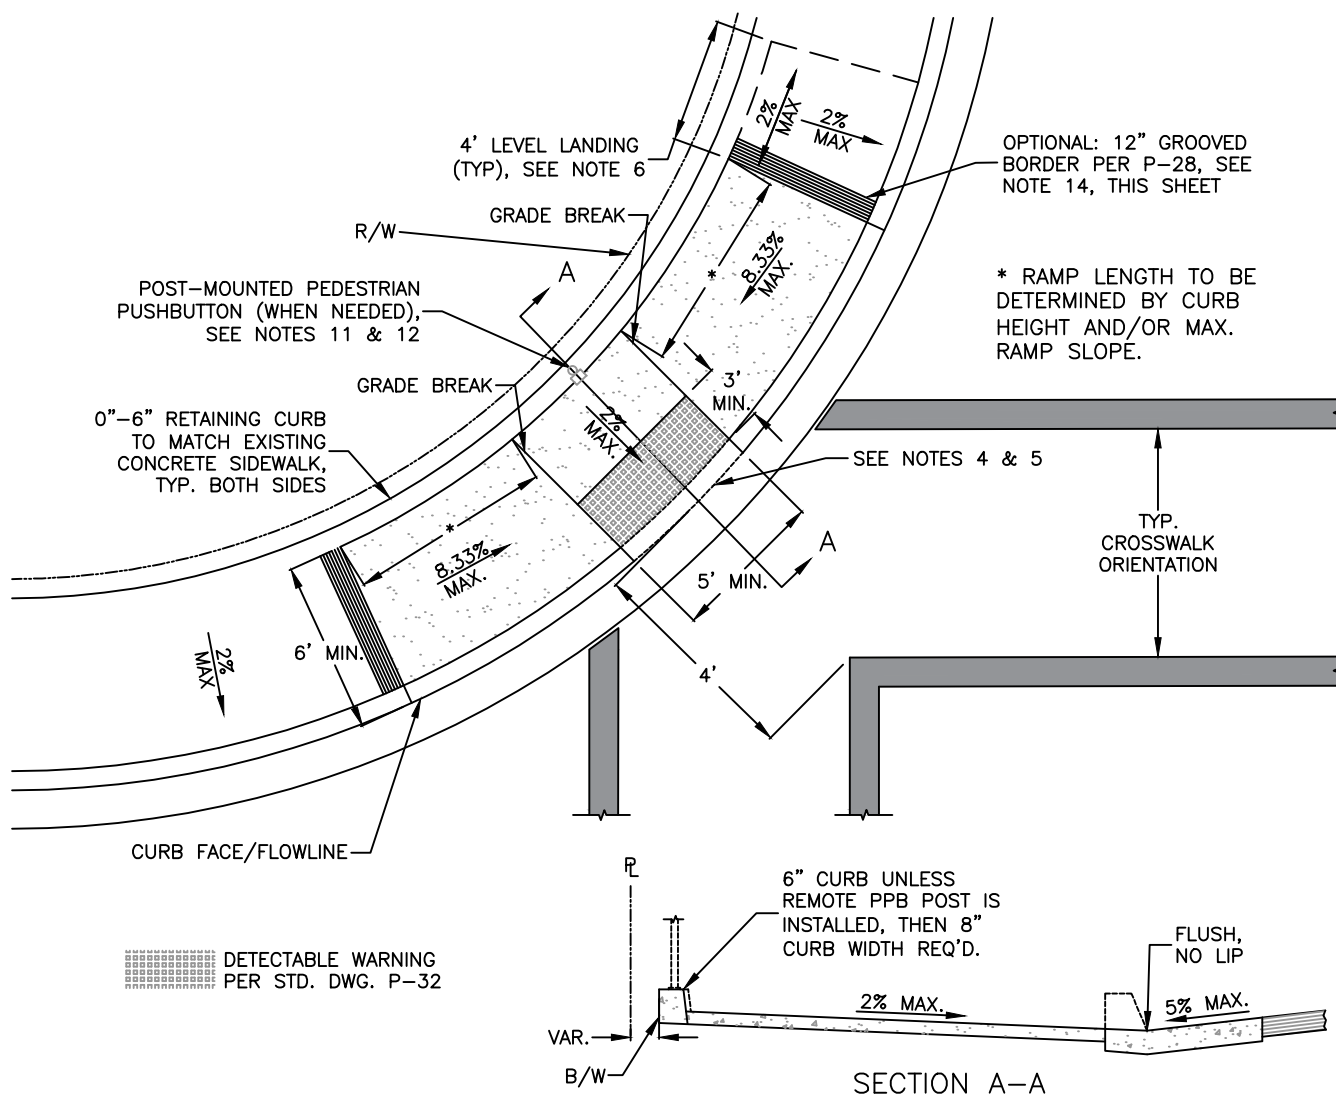 4' LEVEL LANDING
(TYP), SEE NOTE 6
2%
MAX
2%
MAX
OPTIONAL: 12" GROOVED
BORDER PER P-28, SEE
NOTE 14, THIS SHEET
GRADE BREAK
R/W
A
*
8.33%
MAX.
* RAMP LENGTH TO BE
DETERMINED BY CURB
HEIGHT AND/OR MAX.
RAMP SLOPE.
POST-MOUNTED PEDESTRIAN
PUSHBUTTON (WHEN NEEDED),
SEE NOTES 11 & 12
GRADE BREAK
3'
MIN.
0"-6" RETAINING CURB
TO MATCH EXISTING
CONCRETE SIDEWALK,
TYP. BOTH SIDES
2%
MAX.
SEE NOTES 4 & 5
*
8.33%
MAX.
A
5' MIN.
TYP.
CROSSWALK
ORIENTATION
6' MIN.
2%
MAX
4'
CURB FACE/FLOWLINE
DETECTABLE WARNING
PER STD. DWG. P-32
PL
6" CURB UNLESS
REMOTE PPB POST IS
INSTALLED, THEN 8"
CURB WIDTH REQ'D.
FLUSH,
NO LIP
2% MAX.
5% MAX.
VAR.
B/W
SECTION A-A